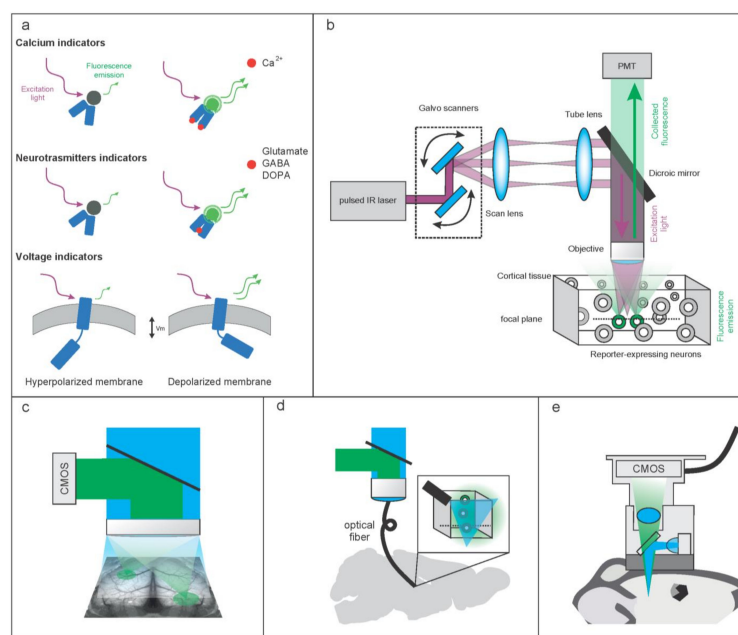 a
Calcium indicators
Fluorescence
emission
Excitation
light
Ca2+
Neurotrasmitters indicators
Glutamate
GABA
DOPA
Voltage indicators
Vm
Hyperpolarized membrane
Depolarized membrane
b
PMT
Galvo scanners
Tube lens
Collected
fluorescence
Dicroic mirror
pulsed IR laser
Scan lens
Excitation
light
Objective
Cortical tissue
focal plane
Fluorescence
emission
Reporter-expressing neurons
c
CMOS
d
optical
fiber
e
CMOS